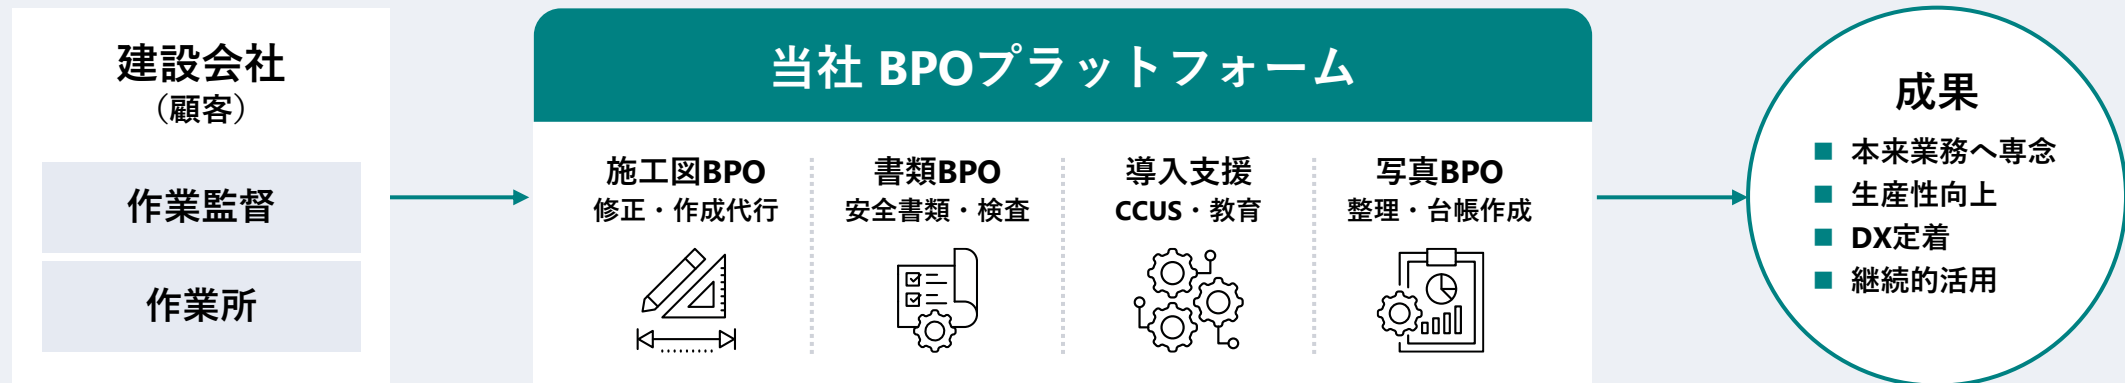 建設会社
（顧客）
作業監督
作業所
当社 BPOプラットフォーム
施工図BPO
修正・作成代行
書類BPO
安全書類・検査
導入支援
CCUS・教育
写真BPO
整理・台帳作成
成果
本来業務へ専念
生産性向上
DX定着
継続的活用